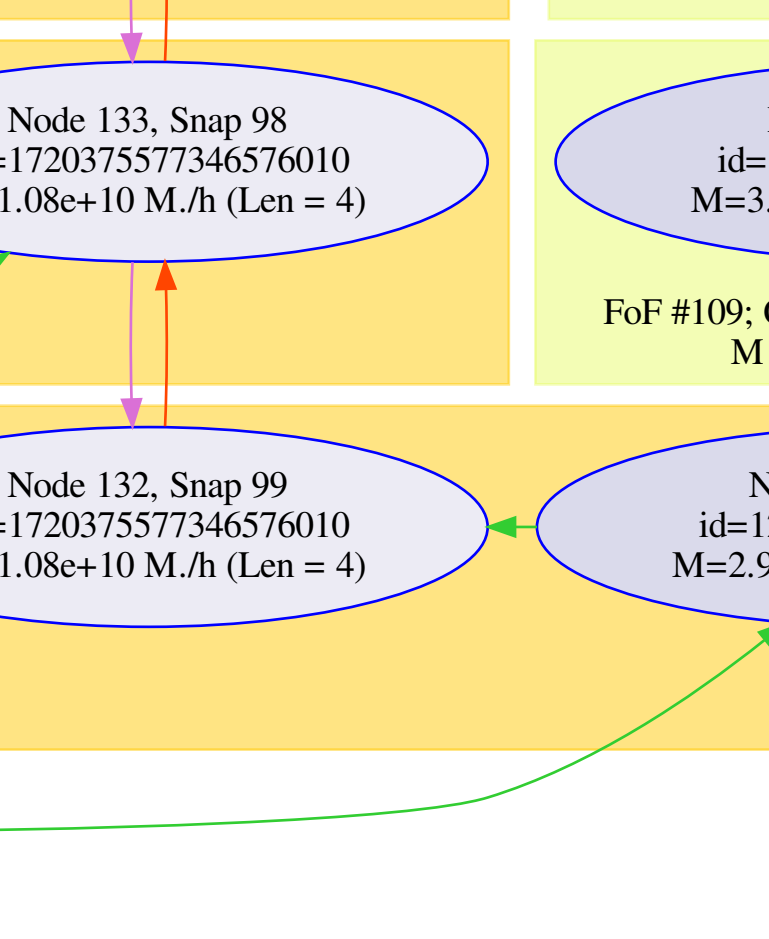 Node 133, Snap 98
=1720375577346576010
1.08e+10 M./h (Len = 4)
id=
M=3.
FoF #109;
M
Node 132, Snap 99
=1720375577346576010
1.08e+10 M./h (Len = 4)
N
id=1
M=2.9